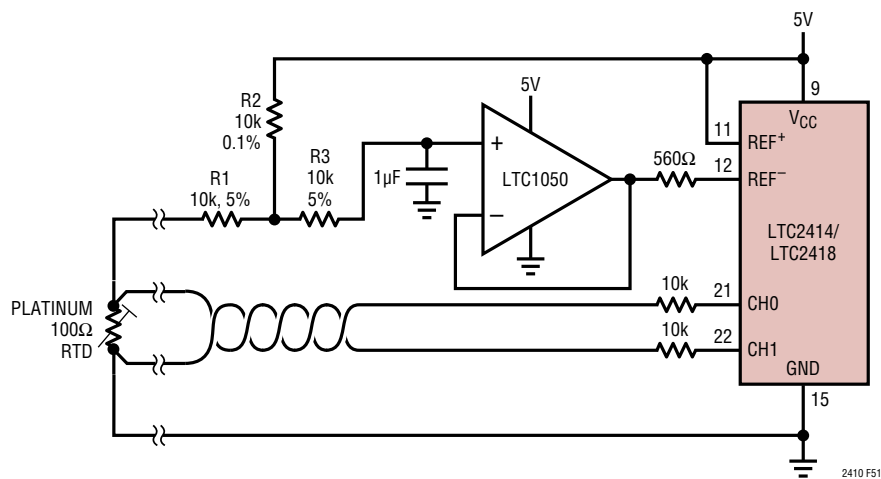 5V
R2
10k
0.1%
5V
9
VCC
11
REF+
R3
10k
5%
R1
10k, 5%
1µF
+
−
LTC1050
560Ω
12
REF−
LTC2414/
LTC2418
PLATINUM
100Ω
RTD
10k
21
CH0
10k
22
CH1
GND
15
2410 F51